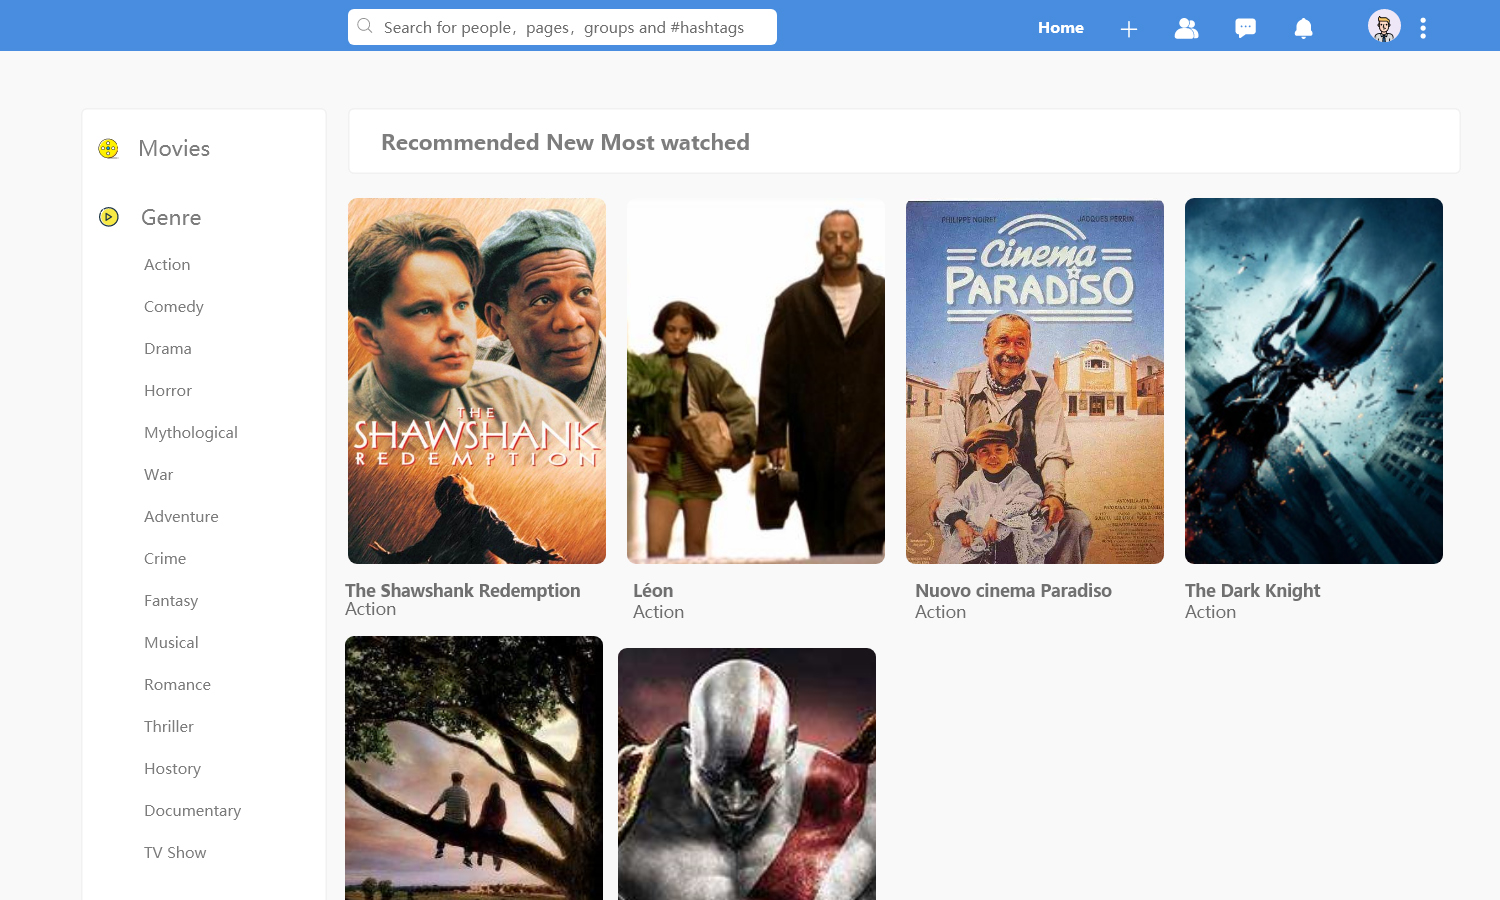 Search for people，pages，groups and #hashtags
Home
Movies
Genre
Action
Comedy
Drama
Horror
Mythological
War
Adventure
Crime
Fantasy
Musical
Romance
Thriller
Hostory
Documentary
TV Show
Recommended New Most watched
THE
SHAWSHANK
REDEMPTION
PHILIPPE NOIRET
JACQUES PERRIN
Cinema
PARADISO
The Shawshank Redemption
Action
Léon
Action
Nuovo cinema Paradiso
Action
The Dark Knight
Action